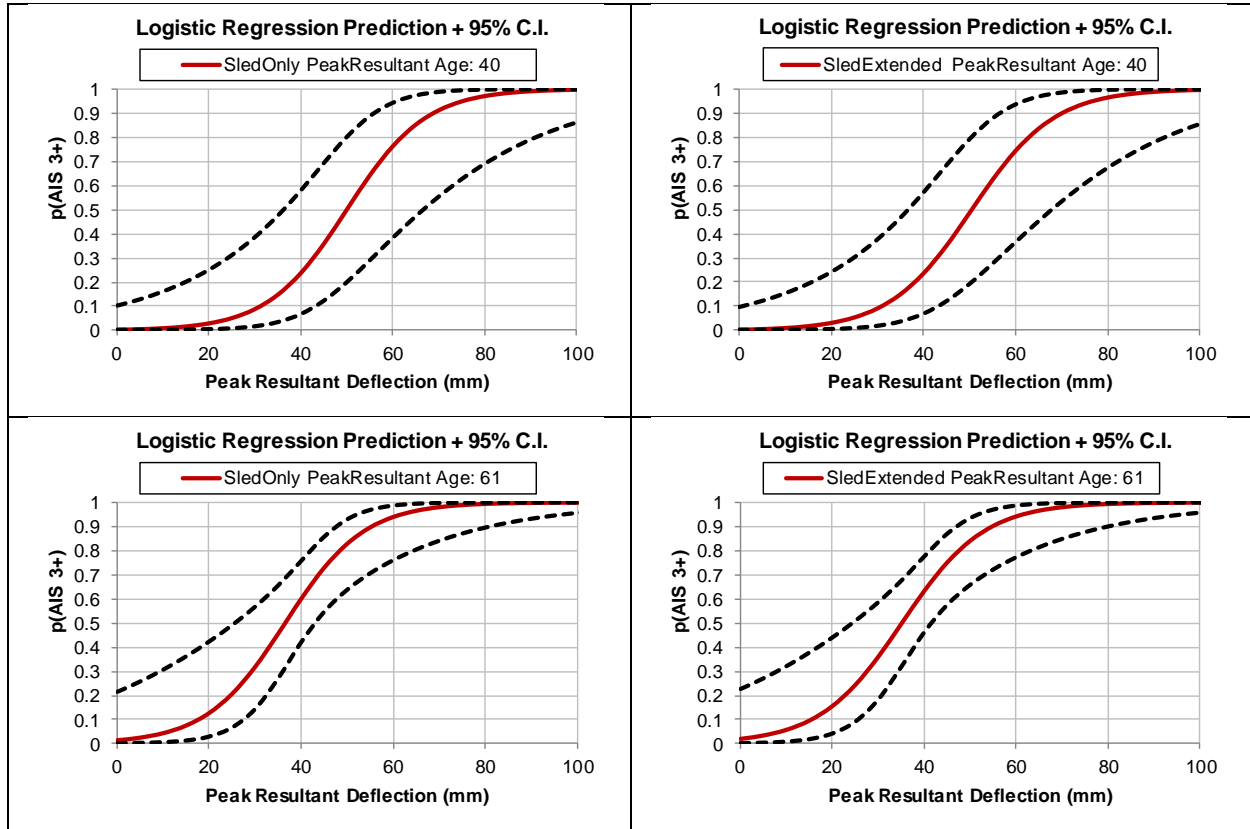 Logistic Regression Prediction + 95% C.I.
SledOnly PeakResultant Age: 40
1
0.9
0.8
0.7
0.6
0.5
0.4
0.3
0.2
0.1
0
p(AIS 3+)
0 20 40 60 80 100
Peak Resultant Deflection (mm)
Logistic Regression Prediction + 95% C.I.
SledExtended PeakResultant Age: 40
1
0.9
0.8
0.7
0.6
0.5
0.4
0.3
0.2
0.1
0
p(AIS 3+)
0 20 40 60 80 100
Peak Resultant Deflection (mm)
Logistic Regression Prediction + 95% C.I.
SledOnly PeakResultant Age: 61
1
0.9
0.8
0.7
0.6
0.5
0.4
0.3
0.2
0.1
0
p(AIS 3+)
0 20 40 60 80 100
Peak Resultant Deflection (mm)
Logistic Regression Prediction + 95% C.I.
SledExtended PeakResultant Age: 61
1
0.9
0.8
0.7
0.6
0.5
0.4
0.3
0.2
0.1
0
p(AIS 3+)
0 20 40 60 80 100
Peak Resultant Deflection (mm)